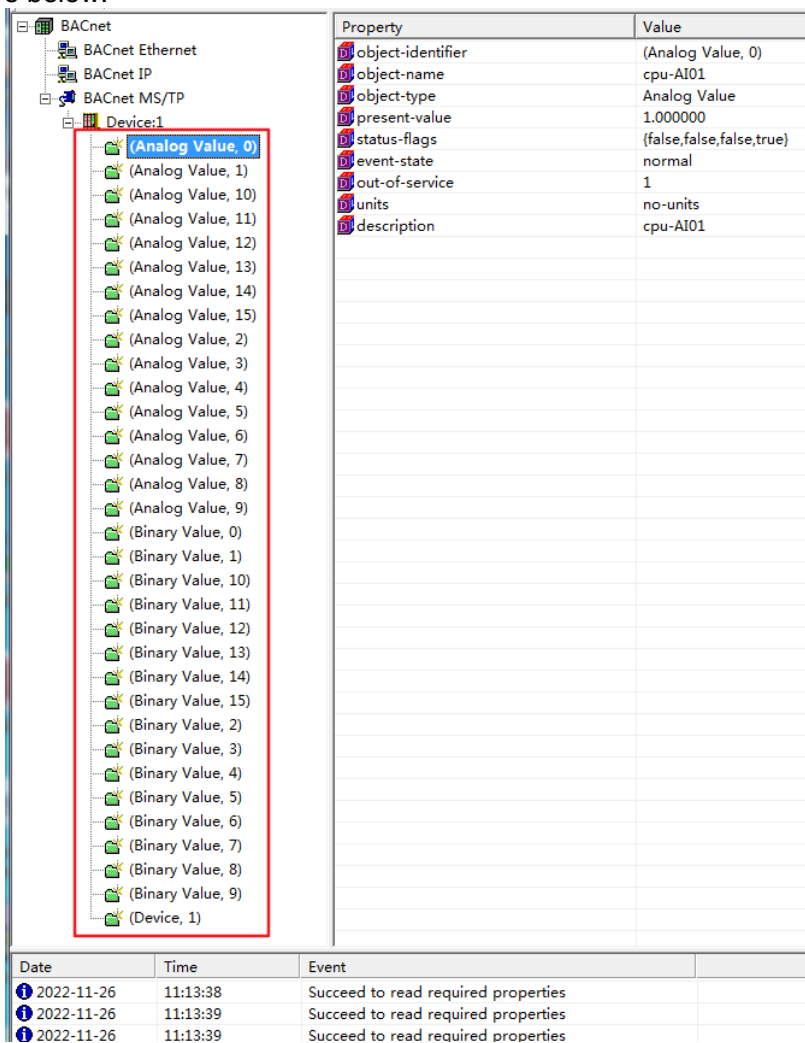 BACnet
BACnet Ethernet
BACnet IP
BACnet MS/TP
Device:1
(Analog Value, 0)
(Analog Value, 1)
(Analog Value, 10)
(Analog Value, 11)
(Analog Value, 12)
(Analog Value, 13)
(Analog Value, 14)
(Analog Value, 15)
(Analog Value, 2)
(Analog Value, 3)
(Analog Value, 4)
(Analog Value, 5)
(Analog Value, 6)
(Analog Value, 7)
(Analog Value, 8)
(Analog Value, 9)
(Binary Value, 0)
(Binary Value, 1)
(Binary Value, 10)
(Binary Value, 11)
(Binary Value, 12)
(Binary Value, 13)
(Binary Value, 14)
(Binary Value, 15)
(Binary Value, 2)
(Binary Value, 3)
(Binary Value, 4)
(Binary Value, 5)
(Binary Value, 6)
(Binary Value, 7)
(Binary Value, 8)
(Binary Value, 9)
(Device, 1)
Property Value
object-identifier (Analog Value, 0)
object-name cpu-AI01
object-type Analog Value
present-value 1.000000
status-flags {false,false,false,true}
event-state normal
out-of-service 1
units no-units
description cpu-AI01
Date Time Event
2022-11-26 11:13:38 Succeed to read required properties
2022-11-26 11:13:39 Succeed to read required properties
2022-11-26 11:13:39 Succeed to read required properties